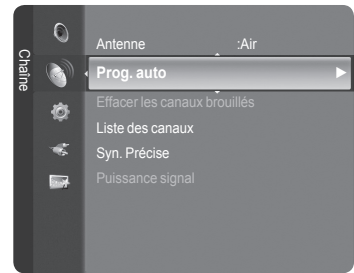 Chaîne
Antenne :Air
Prog. auto
Effacer les canaux brouillés
Liste des canaux
Syn. Précise
Puissance signal